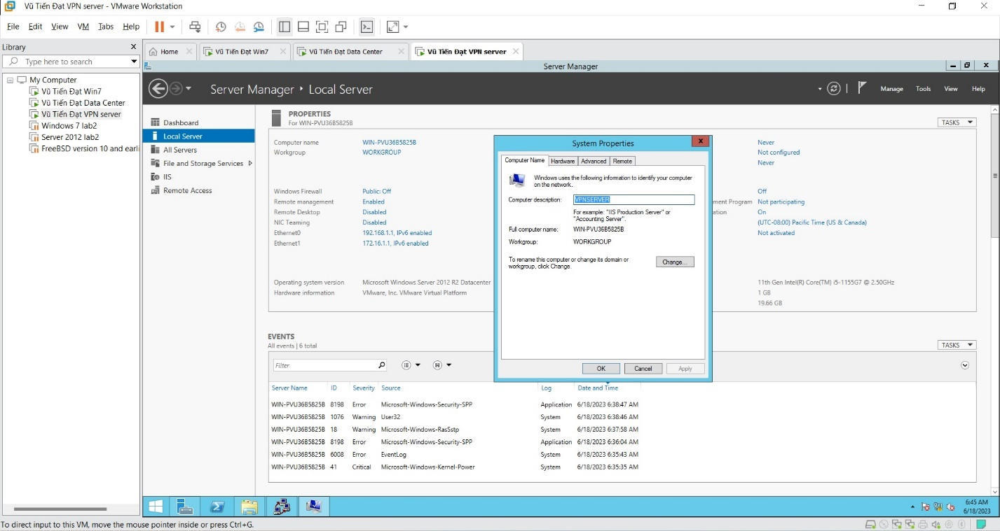 Vũ Tiến Đạt VPN server - VMware Workstation
File Edit View VM Tabs Help
Library
Type here to search
My Computer
Vũ Tiến Đạt Win7
Vũ Tiến Đạt Data Center
Vũ Tiến Đạt VPN server
Windows 7 lab2
Server 2012 lab2
FreeBSD version 10 and earli
Home Vũ Tiến Đạt Win7 Vũ Tiến Đạt Data Center Vũ Tiến Đạt VPN server
Server Manager
Server Manager Local Server
Manage Tools View Help
Dashboard
Local Server
All Servers
File and Storage Services
IIS
Remote Access
PROPERTIES
For WIN-PVU36B5825B
TASKS
Computer name WIN-PVU36B5825B
Workgroup WORKGROUP
Never
Not configured
Never
Windows Firewall Public: Off
Remote management Enabled
Remote Desktop Disabled
NIC Teaming Disabled
Ethernet0 192.168.1.1, IPv6 enabled
Ethernet1 172.16.1.1, IPv6 enabled
Off
ment Program Not participating
ation On
(UTC-08:00) Pacific Time (US & Canada)
Not activated
Operating system version Microsoft Windows Server 2012 R2 Datacenter
Hardware information VMware, Inc. VMware Virtual Platform
11th Gen Intel(R) Core(TM) i5-1155G7 @ 2.50GHz
1 GB
19.66 GB
System Properties
Computer Name Hardware Advanced Remote
Windows uses the following information to identify your computer
on the network.
Computer description: VPNSERVER
For example: "IIS Production Server" or
"Accounting Server".
Full computer name: WIN-PVU36B5825B
Workgroup: WORKGROUP
To rename this computer or change its domain or
workgroup, click Change.
Change...
OK Cancel Apply
EVENTS
All events | 6 total
TASKS
Filter
Server Name ID Severity Source Log Date and Time
WIN-PVU36B5825B 8198 Error Microsoft-Windows-Security-SPP Application 6/18/2023 6:38:47 AM
WIN-PVU36B5825B 1076 Warning User32 System 6/18/2023 6:38:46 AM
WIN-PVU36B5825B 18 Warning Microsoft-Windows-RasSstp System 6/18/2023 6:37:58 AM
WIN-PVU36B5825B 8198 Error Microsoft-Windows-Security-SPP Application 6/18/2023 6:36:04 AM
WIN-PVU36B5825B 6008 Error EventLog System 6/18/2023 6:35:43 AM
WIN-PVU36B5825B 41 Critical Microsoft-Windows-Kernel-Power System 6/18/2023 6:35:35 AM
6:45 AM
6/18/2023
To direct input to this VM, move the mouse pointer inside or press Ctrl+G.